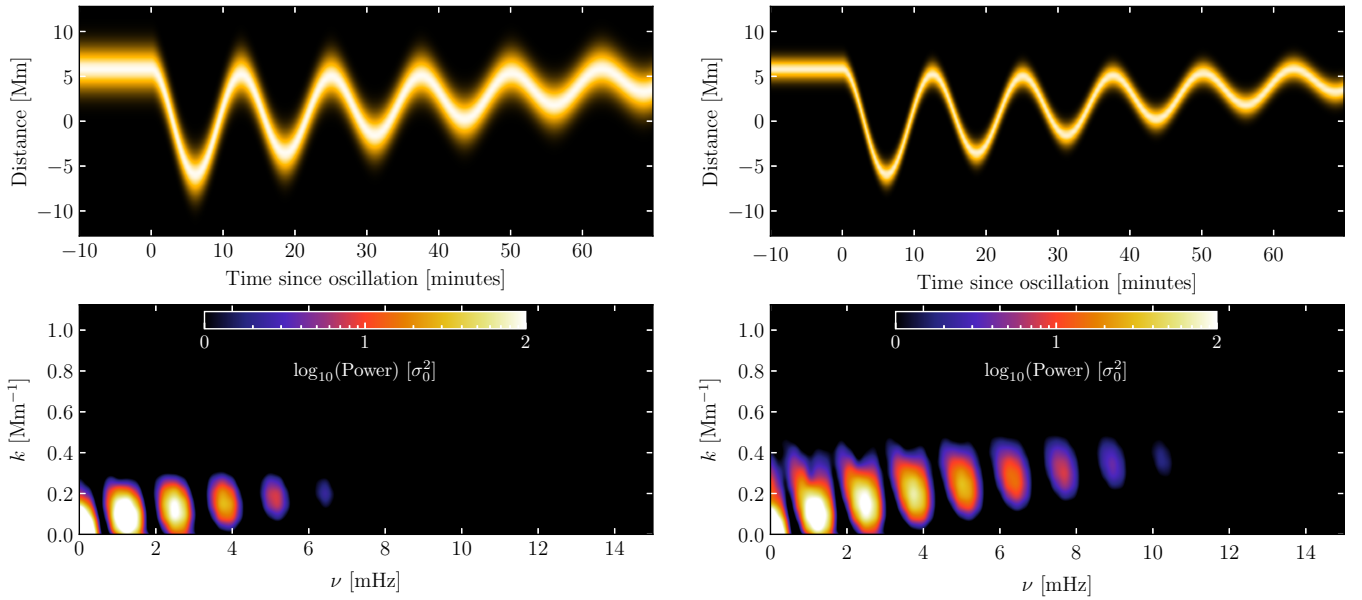 10
5
0
−5
−10
Distance [Mm]
−10 0 10 20 30 40 50 60
Time since oscillation [minutes]
10
5
0
−5
−10
Distance [Mm]
−10 0 10 20 30 40 50 60
Time since oscillation [minutes]
1.0
0.8
0.6
0.4
0.2
0.0
k [Mm⁻¹]
0 1 2
log₁₀(Power) [σ₀²]
0 2 4 6 8 10 12 14
ν [mHz]
1.0
0.8
0.6
0.4
0.2
0.0
k [Mm⁻¹]
0 1 2
log₁₀(Power) [σ₀²]
0 2 4 6 8 10 12 14
ν [mHz]